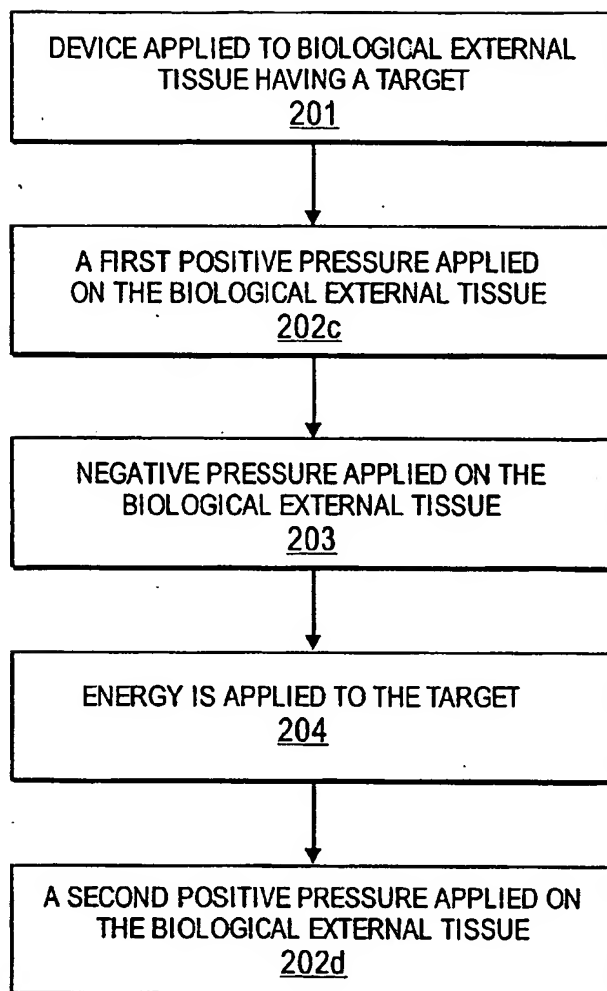 DEVICE APPLIED TO BIOLOGICAL EXTERNAL
TISSUE HAVING A TARGET
201
A FIRST POSITIVE PRESSURE APPLIED
ON THE BIOLOGICAL EXTERNAL TISSUE
202c
NEGATIVE PRESSURE APPLIED ON THE
BIOLOGICAL EXTERNAL TISSUE
203
ENERGY IS APPLIED TO THE TARGET
204
A SECOND POSITIVE PRESSURE APPLIED ON
THE BIOLOGICAL EXTERNAL TISSUE
202d